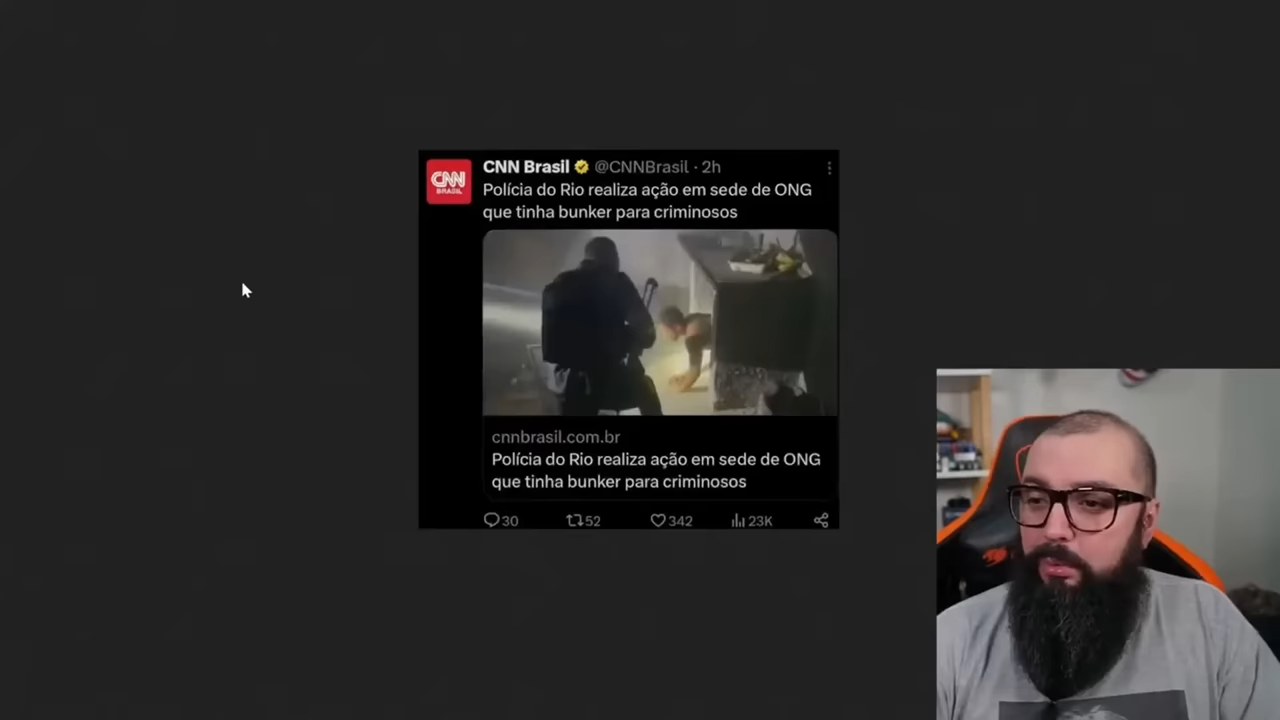 CNN Brasil @CNNBrasil · 2h
CNN
BRASIL
Polícia do Rio realiza ação em sede de ONG
que tinha bunker para criminosos
cnnbrasil.com.br
Polícia do Rio realiza ação em sede de ONG
que tinha bunker para criminosos
30 52 342 23K